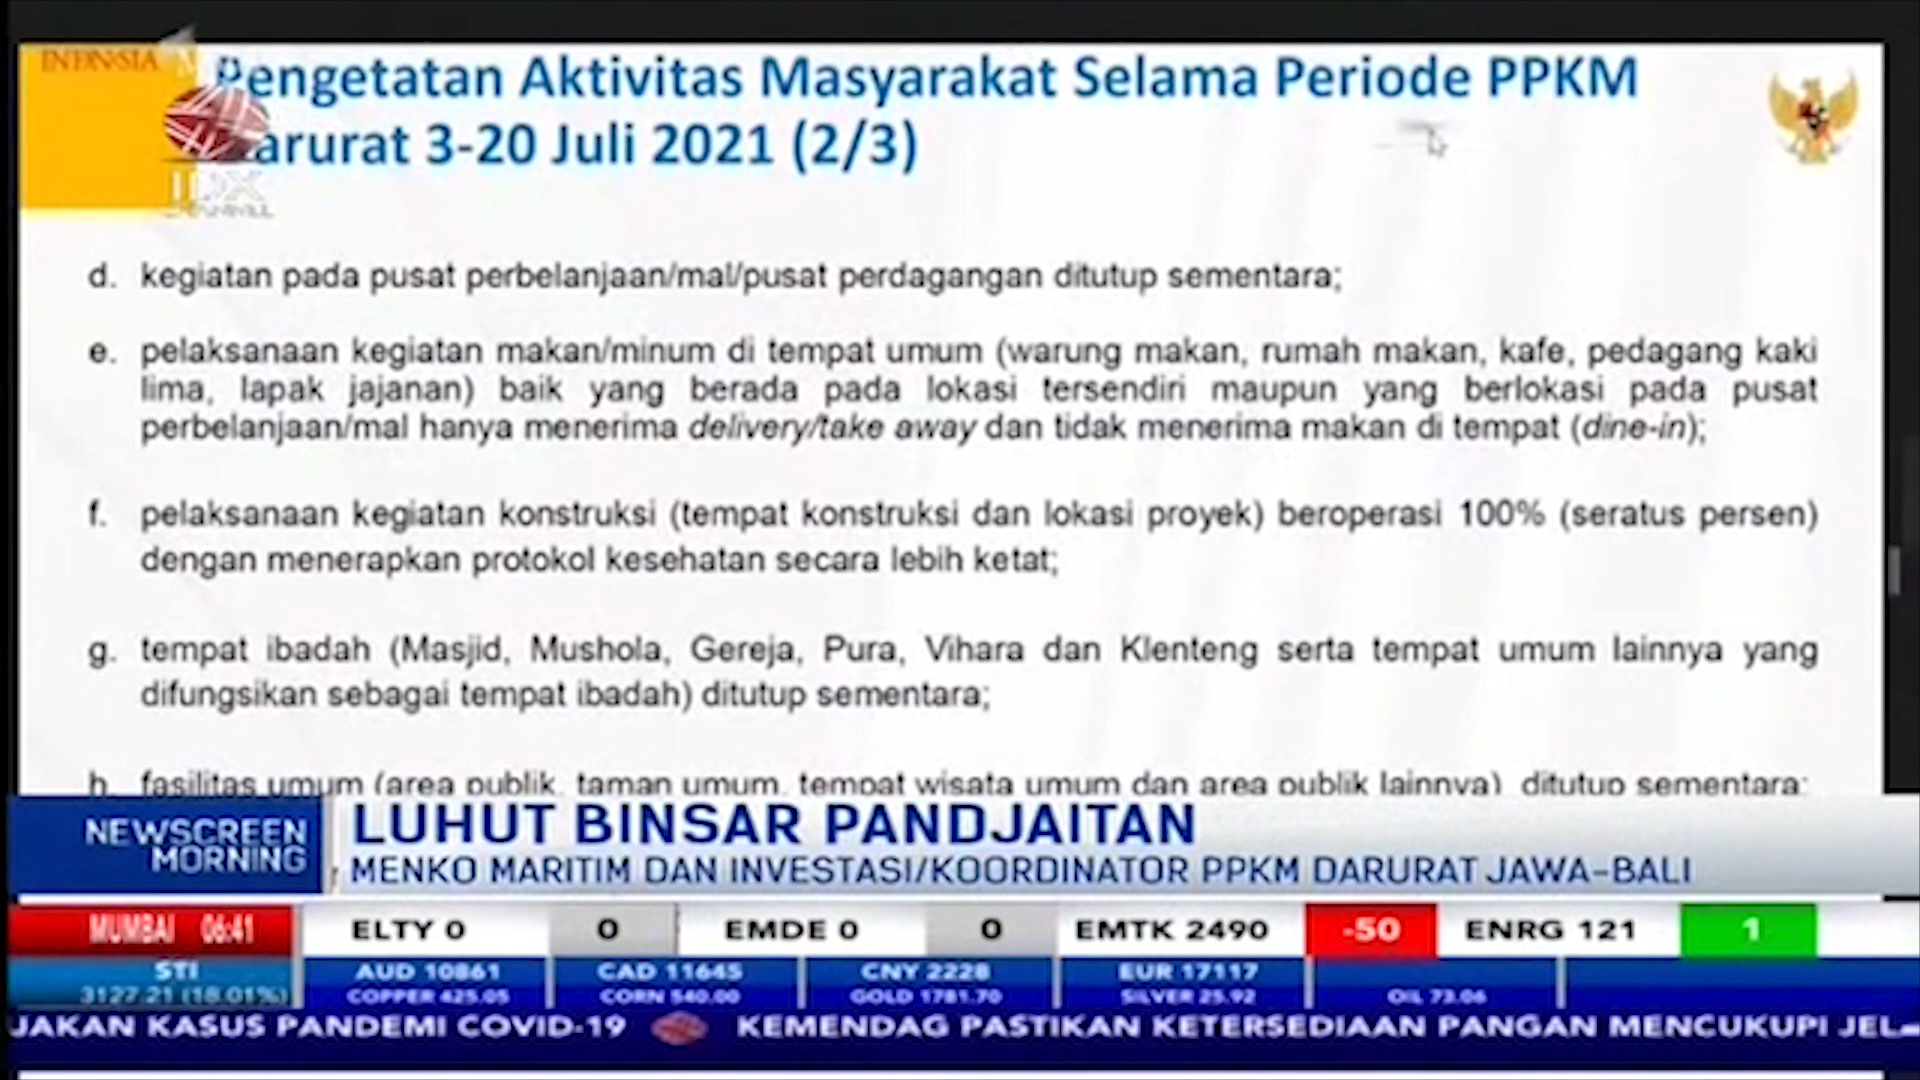 INDONESIA
Pengetatan Aktivitas Masyarakat Selama Periode PPKM
Darurat 3-20 Juli 2021 (2/3)
IDX
CHANNEL
d. kegiatan pada pusat perbelanjaan/mal/pusat perdagangan ditutup sementara;
e. pelaksanaan kegiatan makan/minum di tempat umum (warung makan, rumah makan, kafe, pedagang kaki
lima, lapak jajanan) baik yang berada pada lokasi tersendiri maupun yang berlokasi pada pusat
perbelanjaan/mal hanya menerima delivery/take away dan tidak menerima makan di tempat (dine-in);
f. pelaksanaan kegiatan konstruksi (tempat konstruksi dan lokasi proyek) beroperasi 100% (seratus persen)
dengan menerapkan protokol kesehatan secara lebih ketat;
g. tempat ibadah (Masjid, Mushola, Gereja, Pura, Vihara dan Klenteng serta tempat umum lainnya yang
difungsikan sebagai tempat ibadah) ditutup sementara;
h. fasilitas umum (area publik, taman umum, tempat wisata umum dan area publik lainnya) ditutup sementara;
NEWSCREEN
MORNING
LUHUT BINSAR PANDJAITAN
MENKO MARITIM DAN INVESTASI/KOORDINATOR PPKM DARURAT JAWA-BALI
MUMBAI 06:41 ELTY 0 0 EMDE 0 0 EMTK 2490 -50 ENRG 121 1
STI AUD 10861 CAD 11645 CNY 2228 EUR 17117
3127.21 (18.01%) COPPER 425.05 CORN 540.00 GOLD 1781.70 SILVER 25.92 OIL 73.06
JAKAN KASUS PANDEMI COVID-19 KEMENDAG PASTIKAN KETERSEDIAAN PANGAN MENCUKUPI JEL